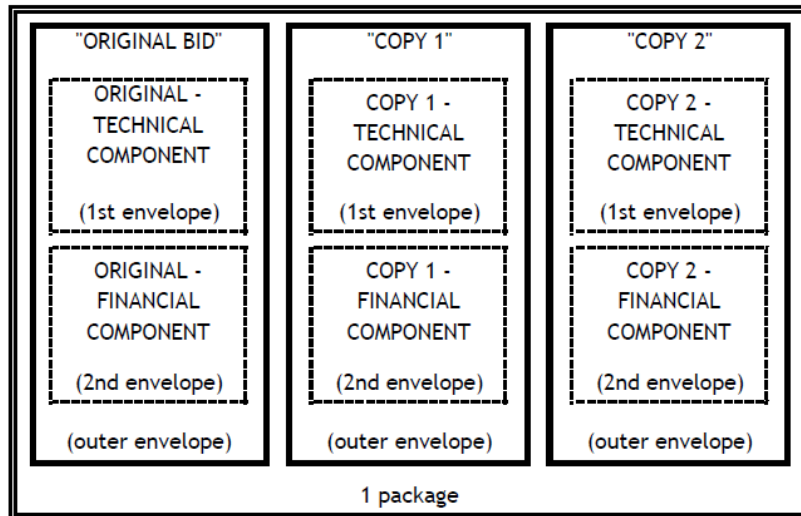 "ORIGINAL BID"
ORIGINAL -
TECHNICAL
COMPONENT
(1st envelope)
ORIGINAL -
FINANCIAL
COMPONENT
(2nd envelope)
(outer envelope)
"COPY 1"
COPY 1 -
TECHNICAL
COMPONENT
(1st envelope)
COPY 1 -
FINANCIAL
COMPONENT
(2nd envelope)
(outer envelope)
"COPY 2"
COPY 2 -
TECHNICAL
COMPONENT
(1st envelope)
COPY 2 -
FINANCIAL
COMPONENT
(2nd envelope)
(outer envelope)
1 package